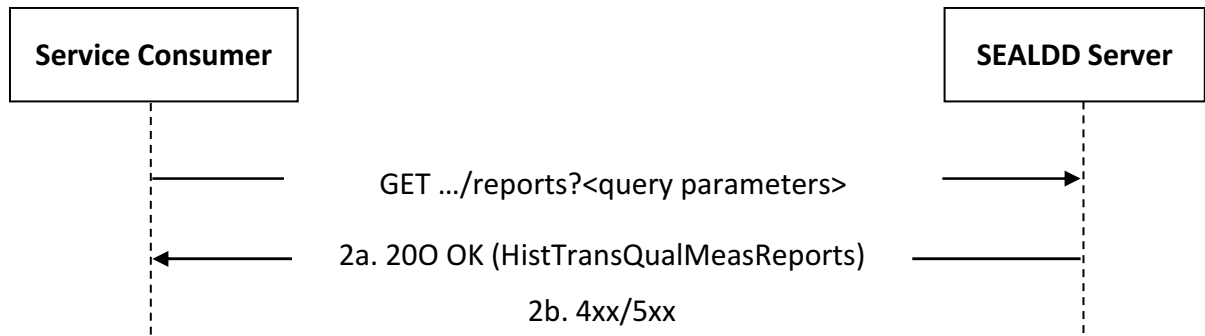 Service Consumer
SEALDD Server
GET .../reports?<query parameters>
2a. 20O OK (HistTransQualMeasReports)
2b. 4xx/5xx